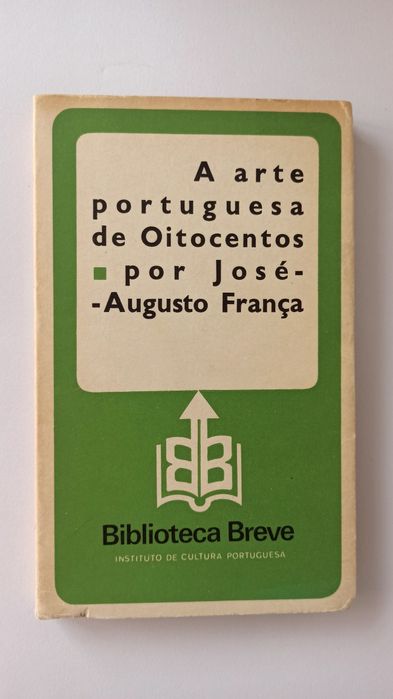 A arte
portuguesa
de Oitocentos
■ por José-
-Augusto França
BB
Biblioteca Breve
INSTITUTO DE CULTURA PORTUGUESA